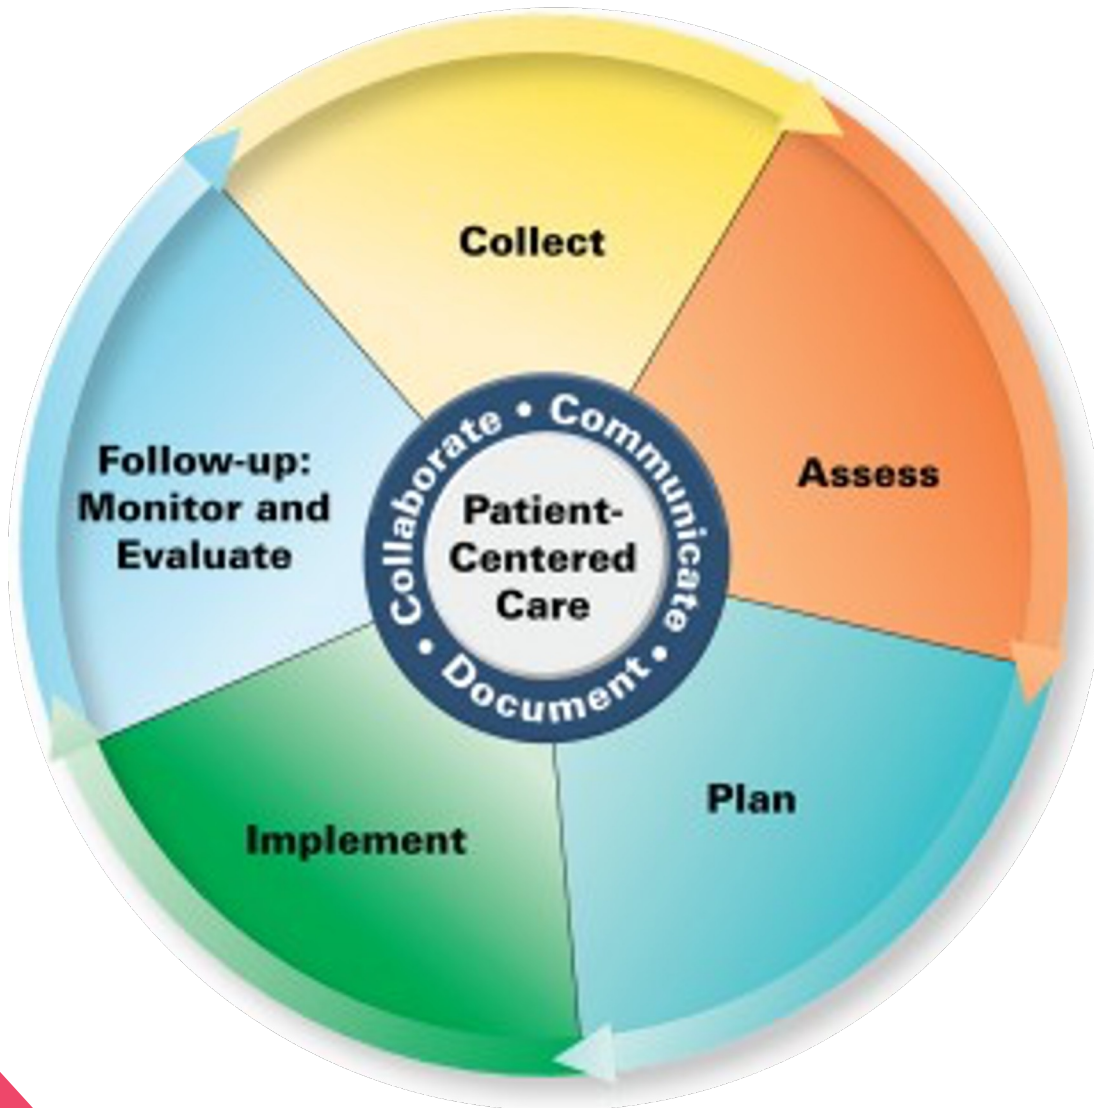 Collect
Assess
Plan
Implement
Follow-up:
Monitor and
Evaluate
Collaborate • Communicate • Document •
Patient-
Centered
Care